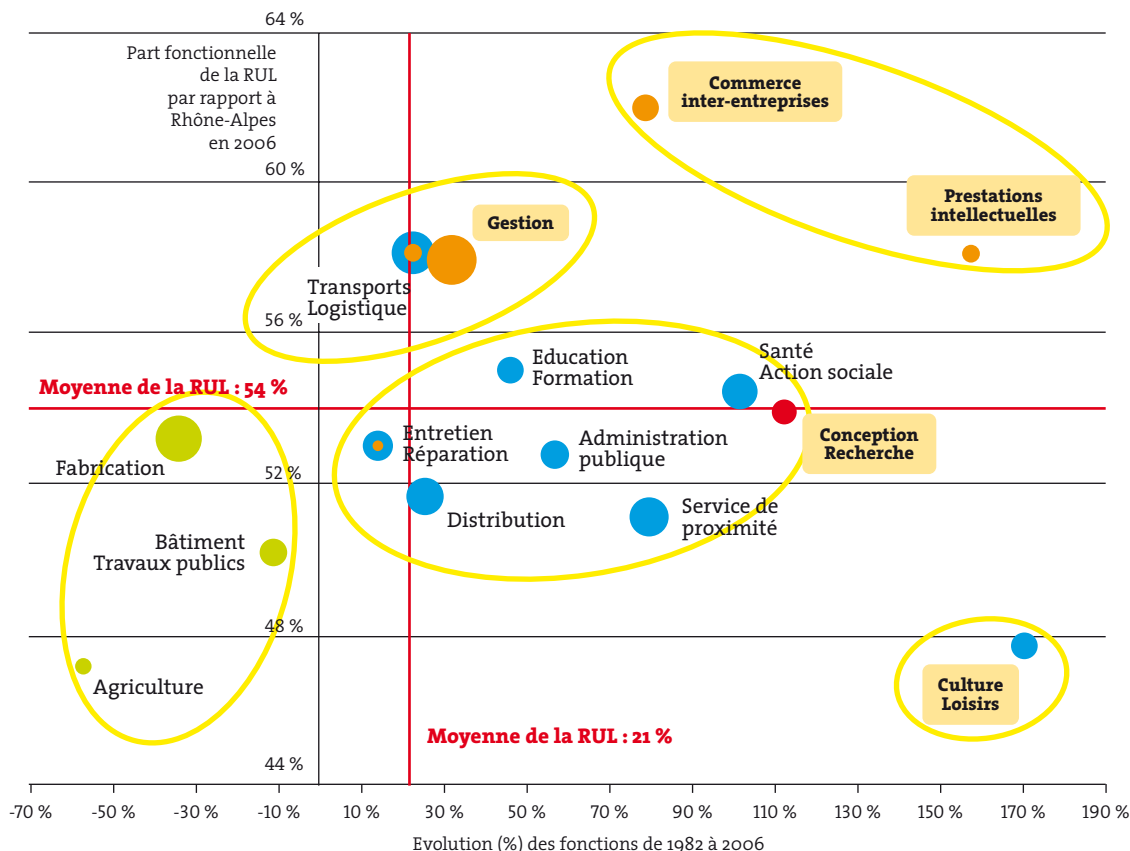 64 %
Part fonctionnelle
de la RUL
par rapport à
Rhône-Alpes
en 2006
Commerce
inter-entreprises
60 %
Prestations
intellectuelles
Gestion
Transports
Logistique
56 %
Education
Formation
Santé
Action sociale
Moyenne de la RUL : 54 %
Entretien
Réparation
Administration
publique
Conception
Recherche
Fabrication
52 %
Distribution
Service de
proximité
Bâtiment
Travaux publics
48 %
Agriculture
Culture
Loisirs
Moyenne de la RUL : 21 %
44 %
-70 % -50 % -30 % -10 % 10 % 30 % 50 % 70 % 90 % 110 % 130 % 150 % 170 % 190 %
Evolution (%) des fonctions de 1982 à 2006